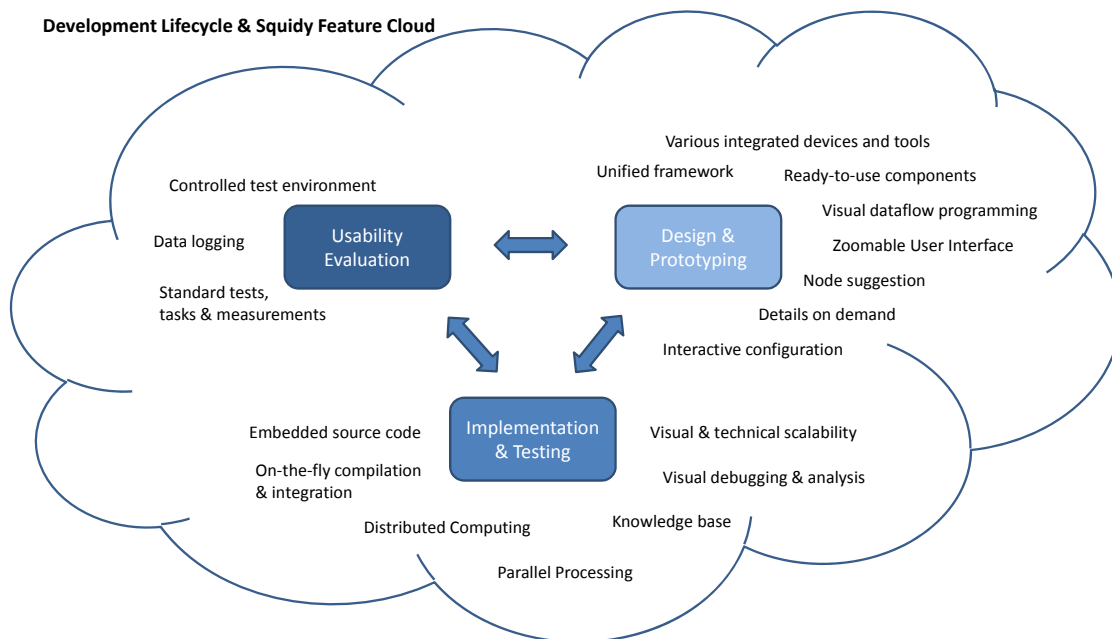 Development Lifecycle & Squidy Feature Cloud
Various integrated devices and tools
Unified framework
Ready-to-use components
Controlled test environment
Visual dataflow programming
Usability
Evaluation
Design &
Prototyping
Data logging
Zoomable User Interface
Node suggestion
Standard tests,
tasks & measurements
Details on demand
Interactive configuration
Implementation
& Testing
Embedded source code
Visual & technical scalability
On-the-fly compilation
& integration
Visual debugging & analysis
Distributed Computing
Knowledge base
Parallel Processing